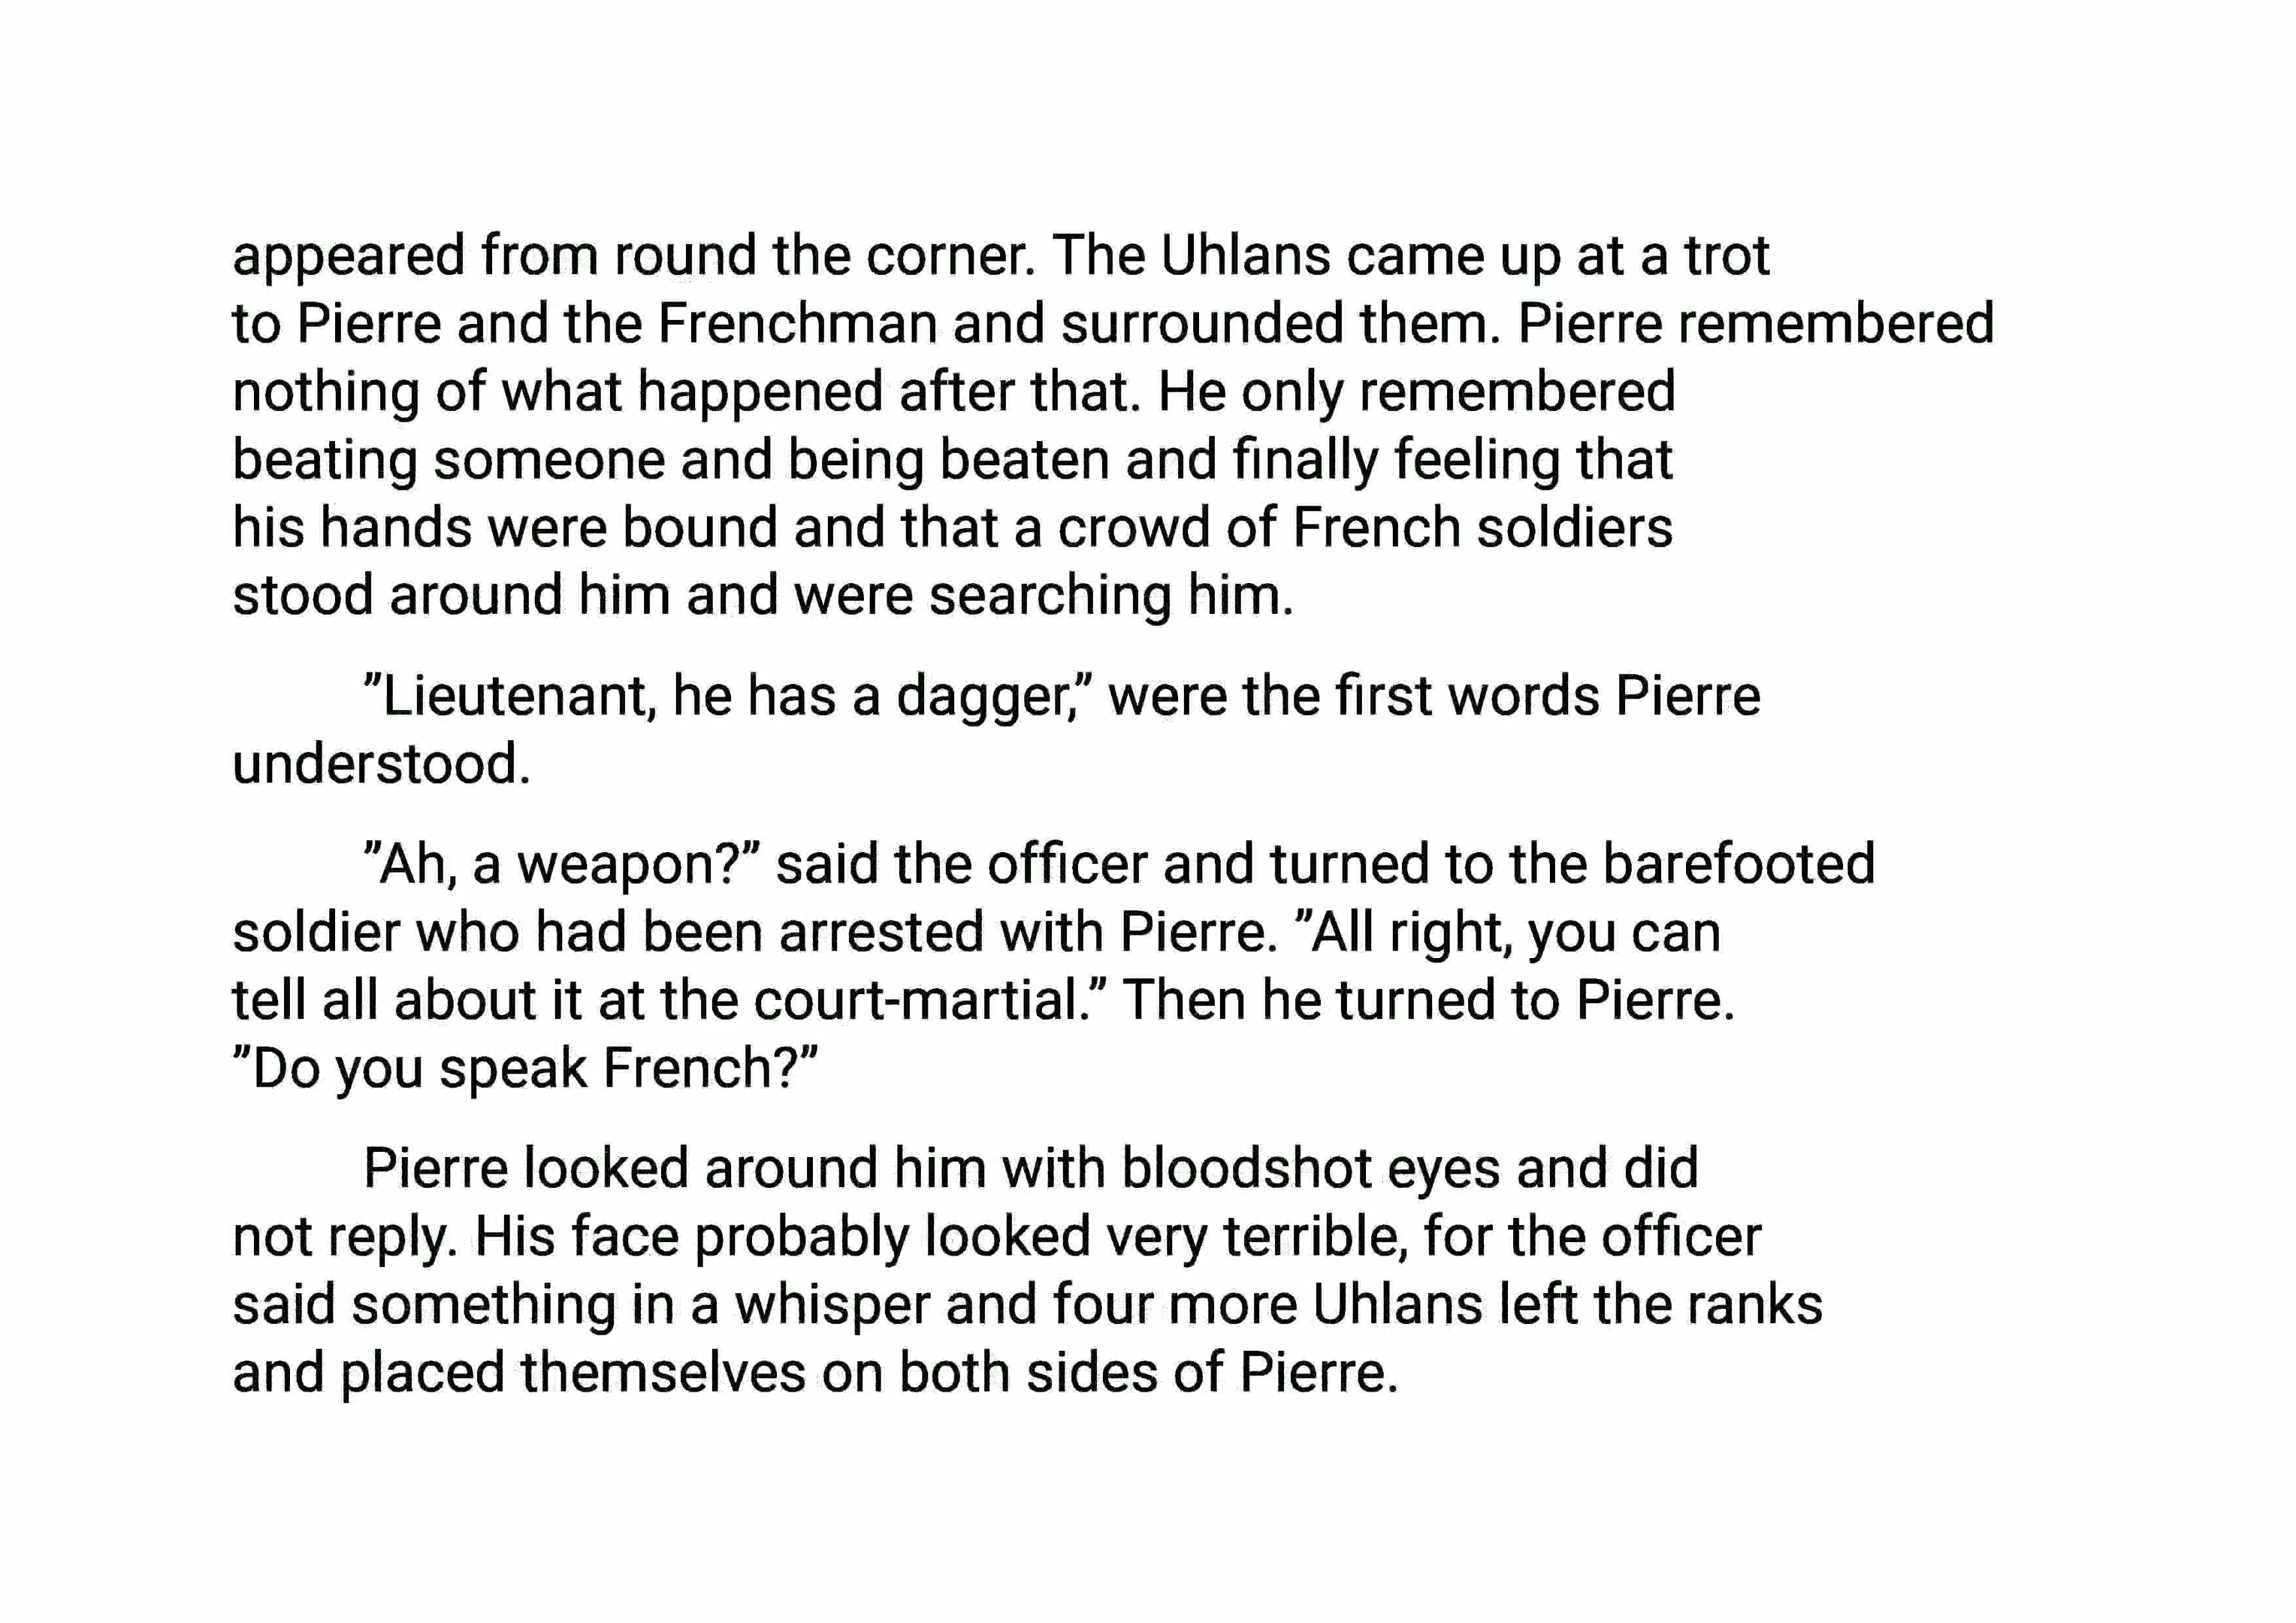 appeared from round the corner. The Uhlans came up at a trot
to Pierre and the Frenchman and surrounded them. Pierre remembered
nothing of what happened after that. He only remembered
beating someone and being beaten and finally feeling that
his hands were bound and that a crowd of French soldiers
stood around him and were searching him.
”Lieutenant, he has a dagger,” were the first words Pierre
understood.
”Ah, a weapon?” said the officer and turned to the barefooted
soldier who had been arrested with Pierre. ”All right, you can
tell all about it at the court-martial.” Then he turned to Pierre.
”Do you speak French?”
Pierre looked around him with bloodshot eyes and did
not reply. His face probably looked very terrible, for the officer
said something in a whisper and four more Uhlans left the ranks
and placed themselves on both sides of Pierre.